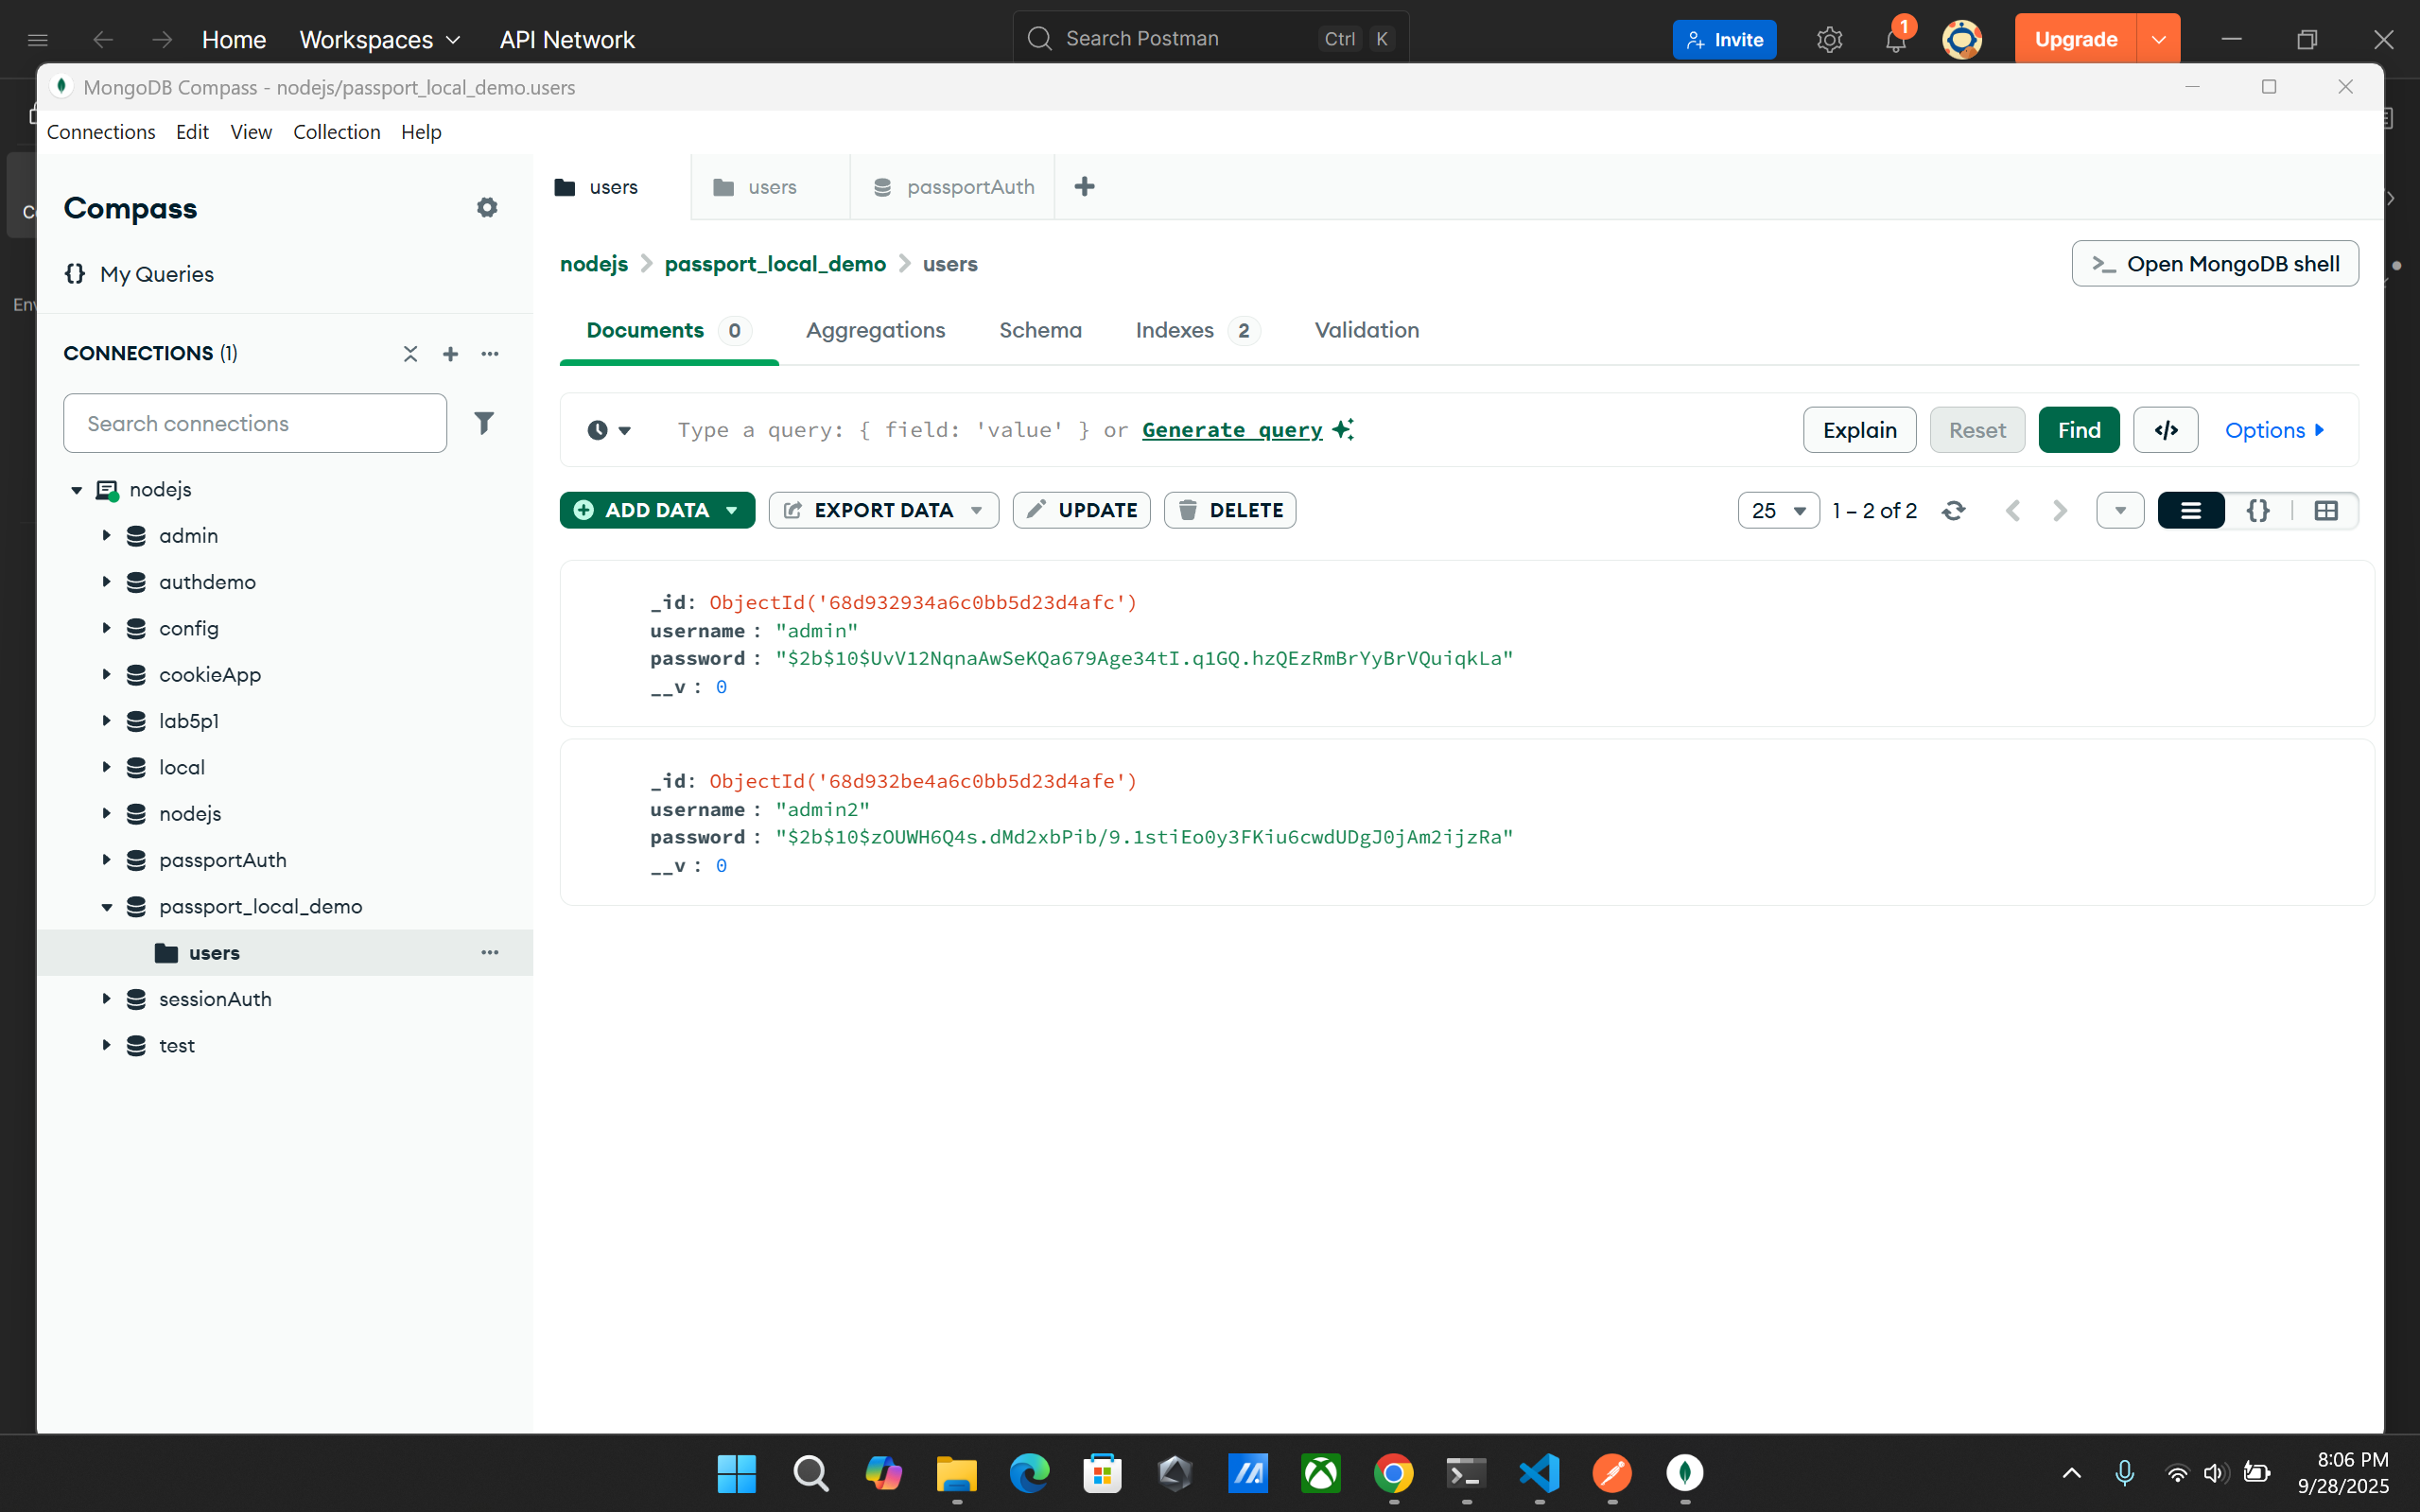 Home Workspaces API Network Search Postman Ctrl K Invite 1 Upgrade
MongoDB Compass - nodejs/passport_local_demo.users
Connections Edit View Collection Help
Compass
My Queries
CONNECTIONS (1)
Search connections
nodejs
admin
authdemo
config
cookieApp
lab5p1
local
nodejs
passportAuth
passport_local_demo
users
sessionAuth
test
users users passportAuth
nodejs > passport_local_demo > users
>_ Open MongoDB shell
Documents 0 Aggregations Schema Indexes 2 Validation
Type a query: { field: 'value' } or Generate query
Explain Reset Find </> Options
ADD DATA EXPORT DATA UPDATE DELETE
25 1 – 2 of 2 {}
_id: ObjectId('68d932934a6c0bb5d23d4afc')
username : "admin"
password : "$2b$10$UvV12NqnaAwSeKQa679Age34tI.q1GQ.hzQEzRmBrYyBrVQuiqkLa"
__v : 0
_id: ObjectId('68d932be4a6c0bb5d23d4afe')
username : "admin2"
password : "$2b$10$zOUWH6Q4s.dMd2xbPib/9.1stiEo0y3FKiu6cwdUDgJ0jAm2ijzRa"
__v : 0
8:06 PM
9/28/2025